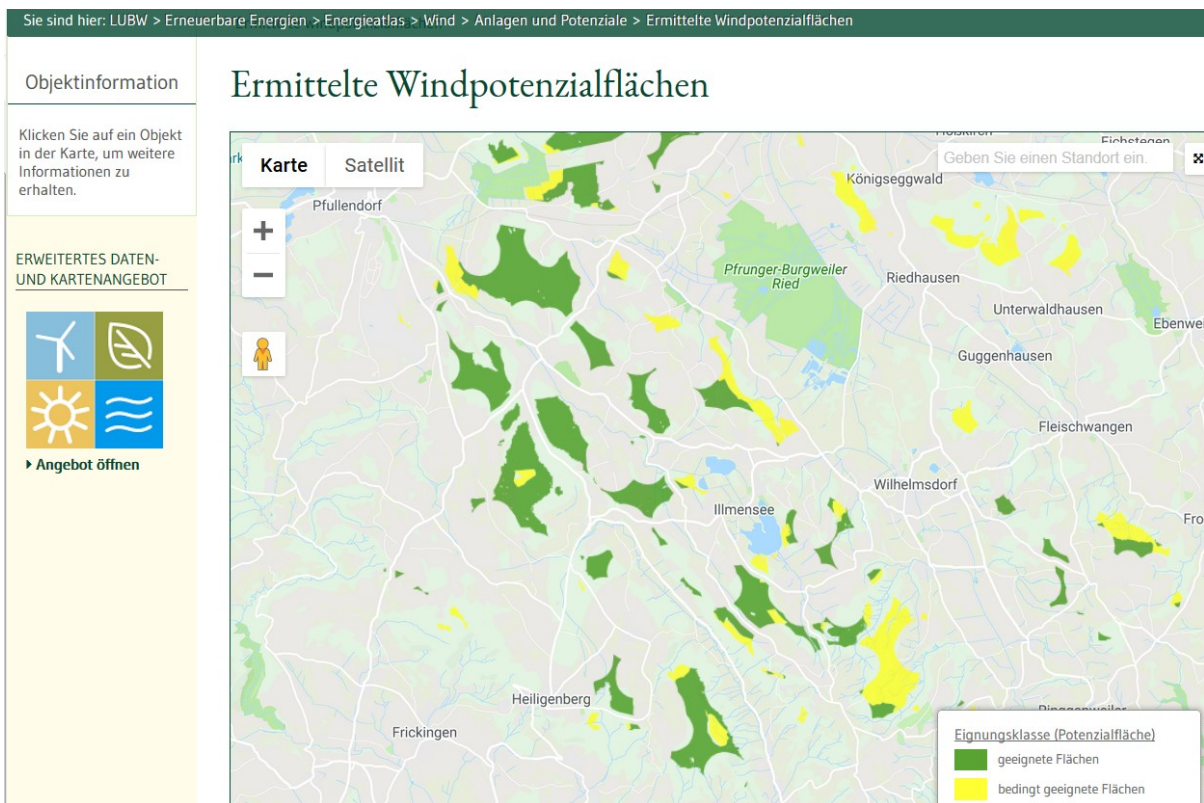 Sie sind hier: LUBW > Erneuerbare Energien > Energieatlas > Wind > Anlagen und Potenziale > Ermittelte Windpotenzialflächen
Objektinformation
Klicken Sie auf ein Objekt
in der Karte, um weitere
Informationen zu
erhalten.
ERWEITERTES DATEN-
UND KARTENANGEBOT
Angebot öffnen
Ermittelte Windpotenzialflächen
Karte
Satellit
Geben Sie einen Standort ein.
Eichstegen
Königseggwald
Pfullendorf
Pfrunger-Burgweiler
Ried
Riedhausen
Unterwaldhausen
Ebenwe
Guggenhausen
Fleischwangen
Wilhelmsdorf
Illmensee
Fro
Heiligenberg
Frickingen
Ringgenweiler
Eignungsklasse (Potenzialfläche)
geeignete Flächen
bedingt geeignete Flächen